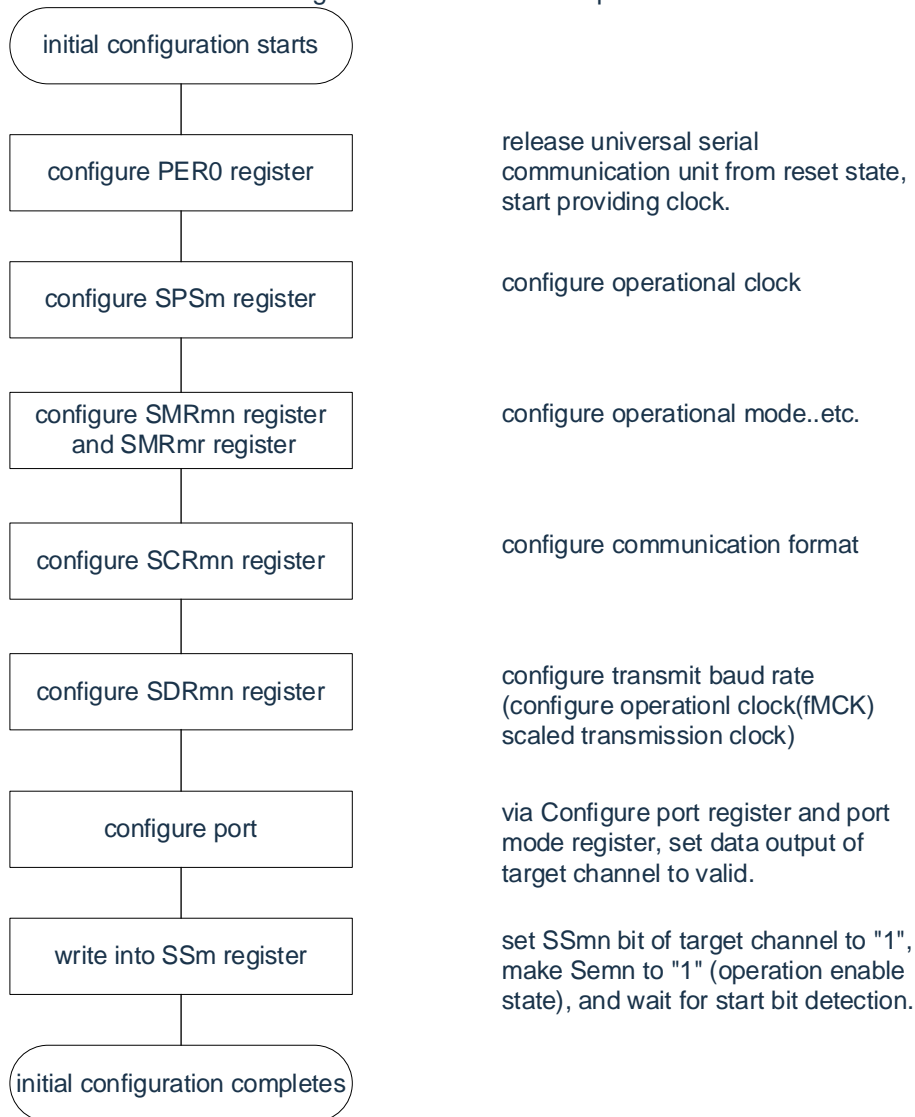 initial configuration starts
configure PER0 register
release universal serial
communication unit from reset state,
start providing clock.
configure SPSm register
configure operational clock
configure SMRmn register
and SMRmr register
configure operational mode..etc.
configure SCRmn register
configure communication format
configure SDRmn register
configure transmit baud rate
(configure operationl clock(fMCK)
scaled transmission clock)
configure port
via Configure port register and port
mode register, set data output of
target channel to valid.
write into SSm register
set SSmn bit of target channel to "1",
make Semn to "1" (operation enable
state), and wait for start bit detection.
initial configuration completes